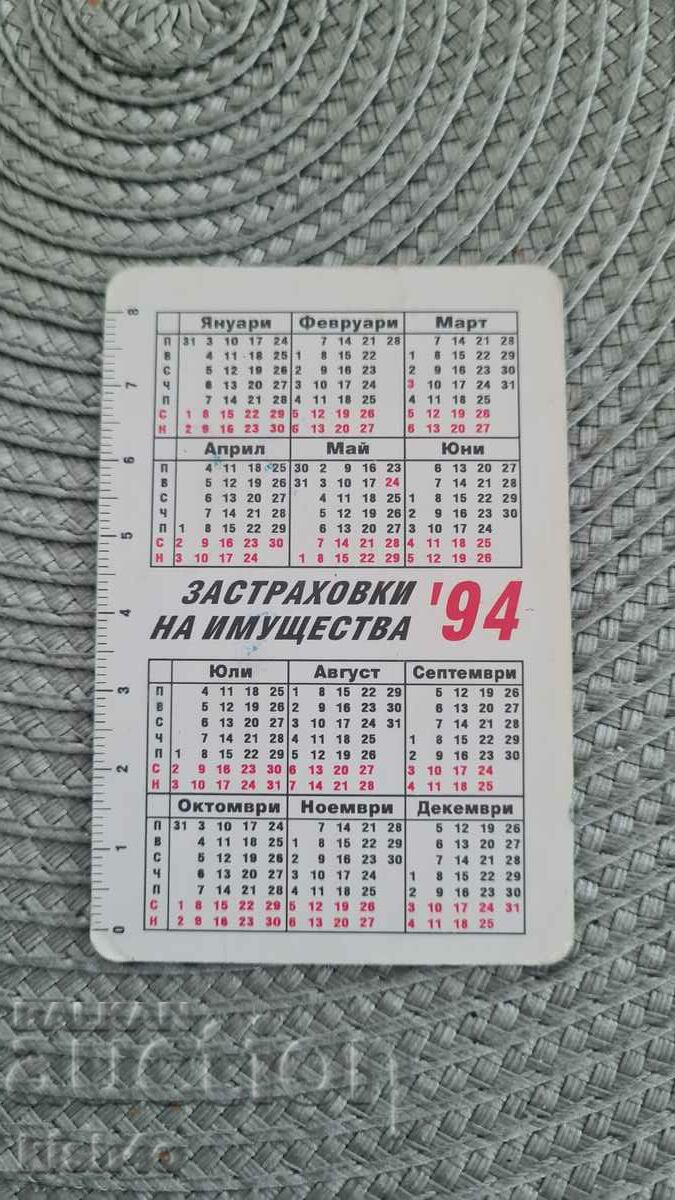 Януари Февруари Март
П 31 3 10 17 24 7 14 21 28 7 14 21 28
В 4 11 18 25 1 8 15 22 1 8 15 22 29
С 5 12 19 26 2 9 16 23 2 9 16 23 30
Ч 6 13 20 27 3 10 17 24 3 10 17 24 31
П 7 14 21 28 4 11 18 25 4 11 18 25
С 1 8 15 22 29 5 12 19 26 5 12 19 26
Н 2 9 16 23 30 6 13 20 27 6 13 20 27
Април Май Юни
П 4 11 18 25 30 2 9 16 23 6 13 20 27
В 5 12 19 26 31 3 10 17 24 7 14 21 28
С 6 13 20 27 4 11 18 25 1 8 15 22 29
Ч 7 14 21 28 5 12 19 26 2 9 16 23 30
П 1 8 15 22 29 6 13 20 27 3 10 17 24
С 2 9 16 23 30 7 14 21 28 4 11 18 25
Н 3 10 17 24 1 8 15 22 29 5 12 19 26
ЗАСТРАХОВКИ
НА ИМУЩЕСТВА '94
Юли Август Септември
П 4 11 18 25 1 8 15 22 29 5 12 19 26
В 5 12 19 26 2 9 16 23 30 6 13 20 27
С 6 13 20 27 3 10 17 24 31 7 14 21 28
Ч 7 14 21 28 4 11 18 25 1 8 15 22 29
П 1 8 15 22 29 5 12 19 26 2 9 16 23 30
С 2 9 16 23 30 6 13 20 27 3 10 17 24
Н 3 10 17 24 31 7 14 21 28 4 11 18 25
Октомври Ноември Декември
П 31 3 10 17 24 7 14 21 28 5 12 19 26
В 4 11 18 25 1 8 15 22 29 6 13 20 27
С 5 12 19 26 2 9 16 23 30 7 14 21 28
Ч 6 13 20 27 3 10 17 24 1 8 15 22 29
П 7 14 21 28 4 11 18 25 2 9 16 23 30
С 1 8 15 22 29 5 12 19 26 3 10 17 24 31
Н 2 9 16 23 30 6 13 20 27 4 11 18 25
0 1 2 3 4 5 6 7 8
BALKAN
auction